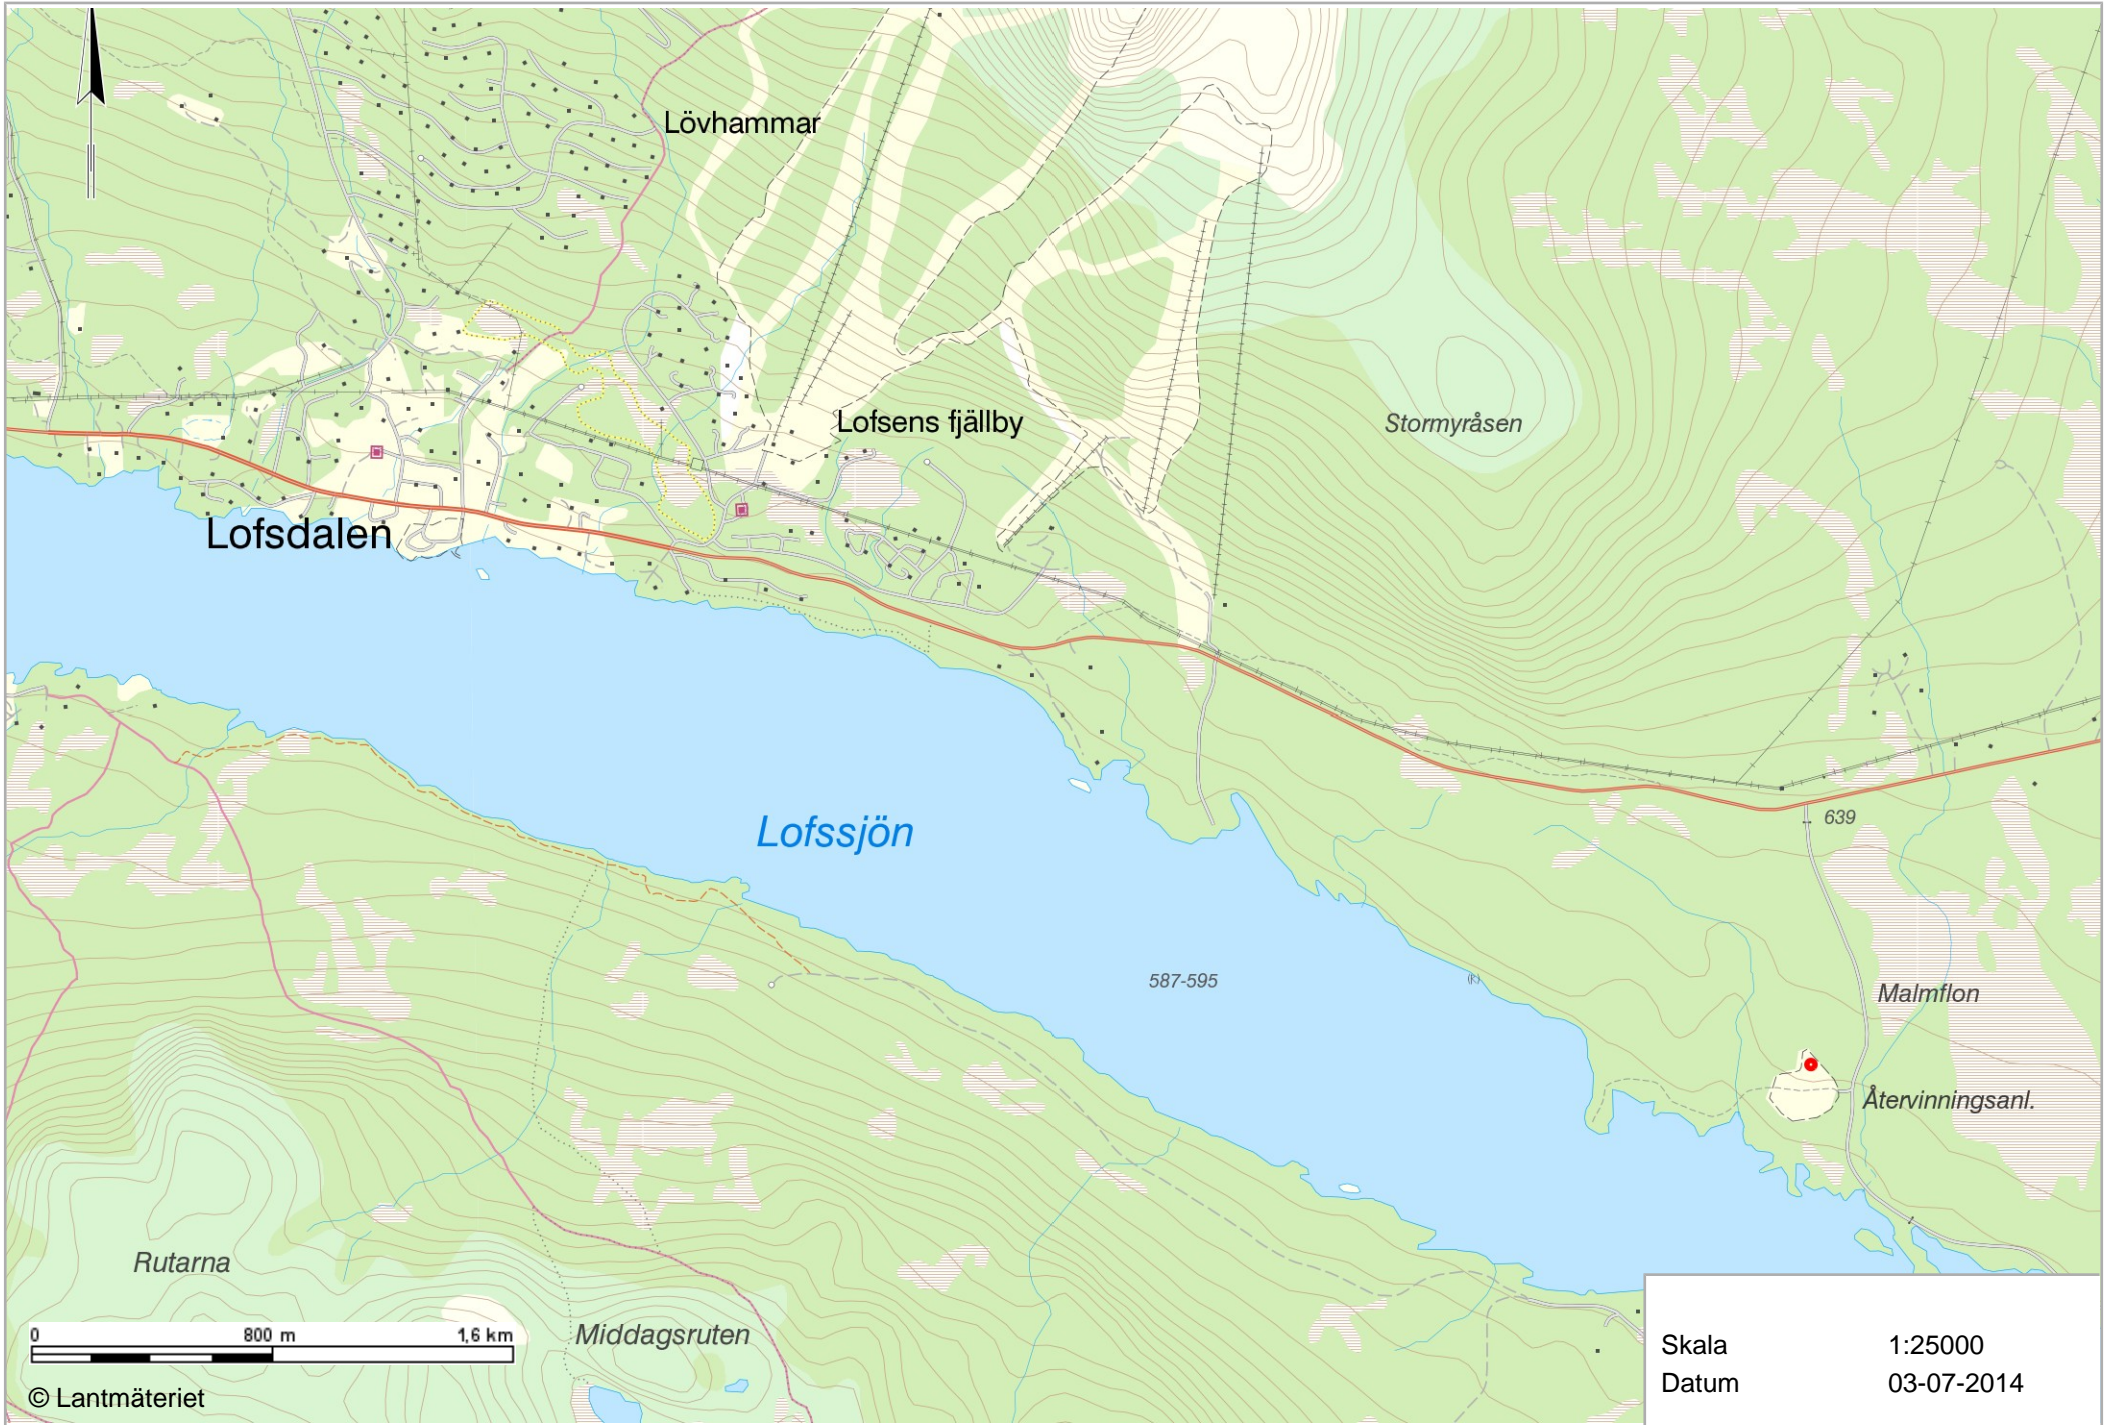 Lövhammar
Lofsens fjällby
Stormyråsen
Lofsdalen
Lofssjön
639
587-595
(K)
Malmflon
Återvinningsanl.
Rutarna
Middagsruten
0 800 m 1,6 km
© Lantmäteriet
Skala 1:25000
Datum 03-07-2014